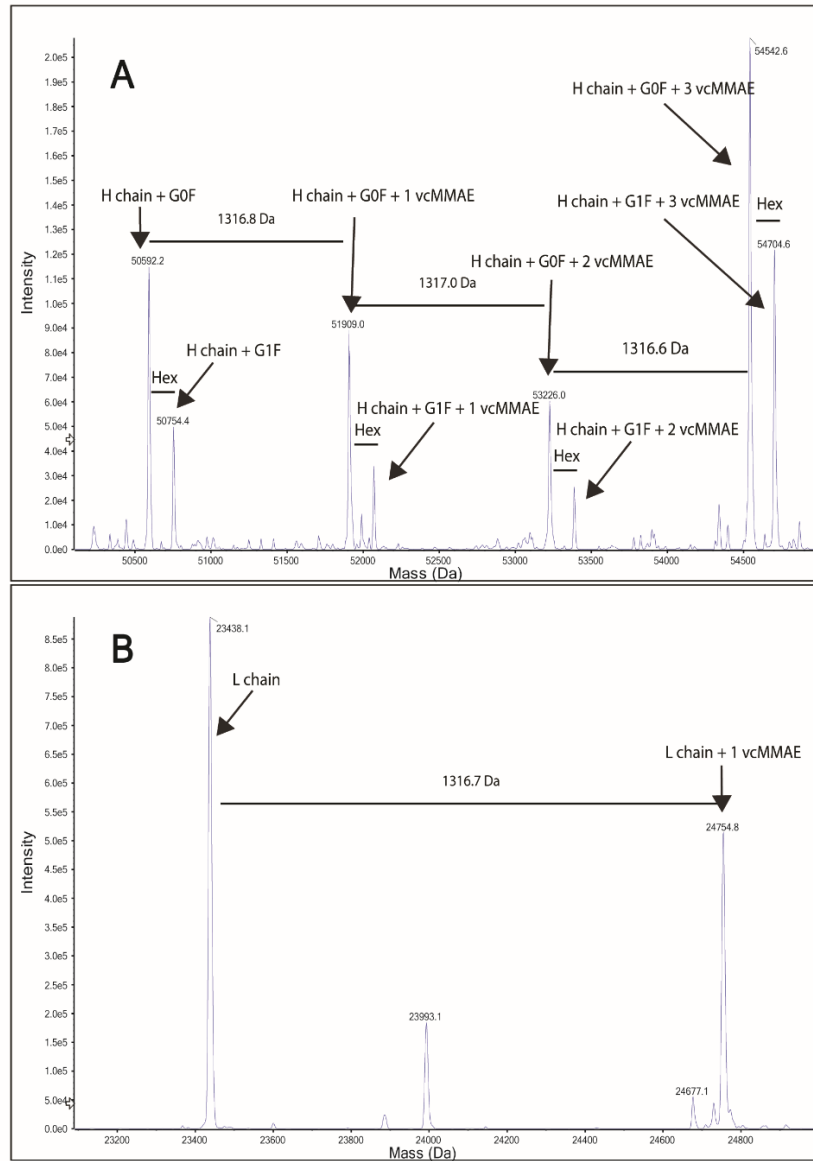 A
54542.6
H chain + G0F + 3 vcMMAE
H chain + G0F
1316.8 Da
H chain + G0F + 1 vcMMAE
H chain + G1F + 3 vcMMAE
Hex
54704.6
50592.2
1317.0 Da
H chain + G0F + 2 vcMMAE
51909.0
1316.6 Da
H chain + G1F
53226.0
Hex
50754.4
Hex
H chain + G1F + 1 vcMMAE
Hex
H chain + G1F + 2 vcMMAE
Intensity
2.0e5
1.9e5
1.8e5
1.7e5
1.6e5
1.5e5
1.4e5
1.3e5
1.2e5
1.1e5
1.0e5
9.0e4
8.0e4
7.0e4
6.0e4
5.0e4
4.0e4
3.0e4
2.0e4
1.0e4
0.0e0
50500 51000 51500 52000 52500 53000 53500 54000 54500
Mass (Da)
B
23438.1
L chain
L chain + 1 vcMMAE
1316.7 Da
24754.8
23993.1
24677.1
Intensity
8.5e5
8.0e5
7.5e5
7.0e5
6.5e5
6.0e5
5.5e5
5.0e5
4.5e5
4.0e5
3.5e5
3.0e5
2.5e5
2.0e5
1.5e5
1.0e5
5.0e4
0.0e0
23200 23400 23600 23800 24000 24200 24400 24600 24800
Mass (Da)